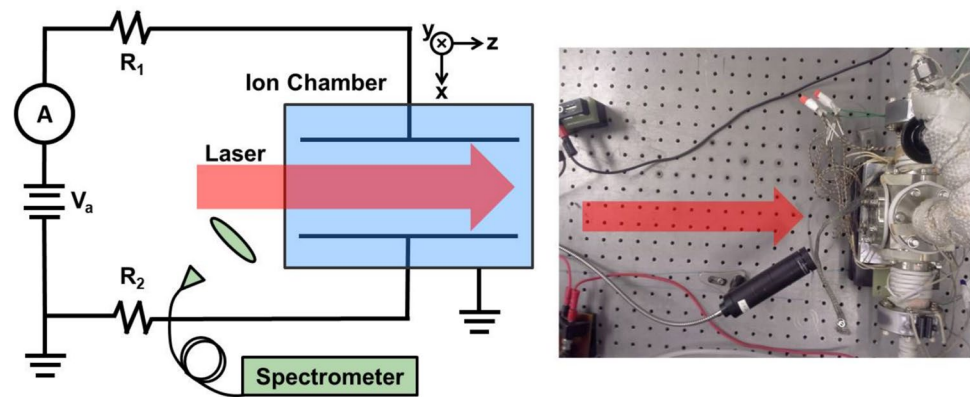 R1
y
z
x
Ion Chamber
A
Laser
Va
R2
Spectrometer